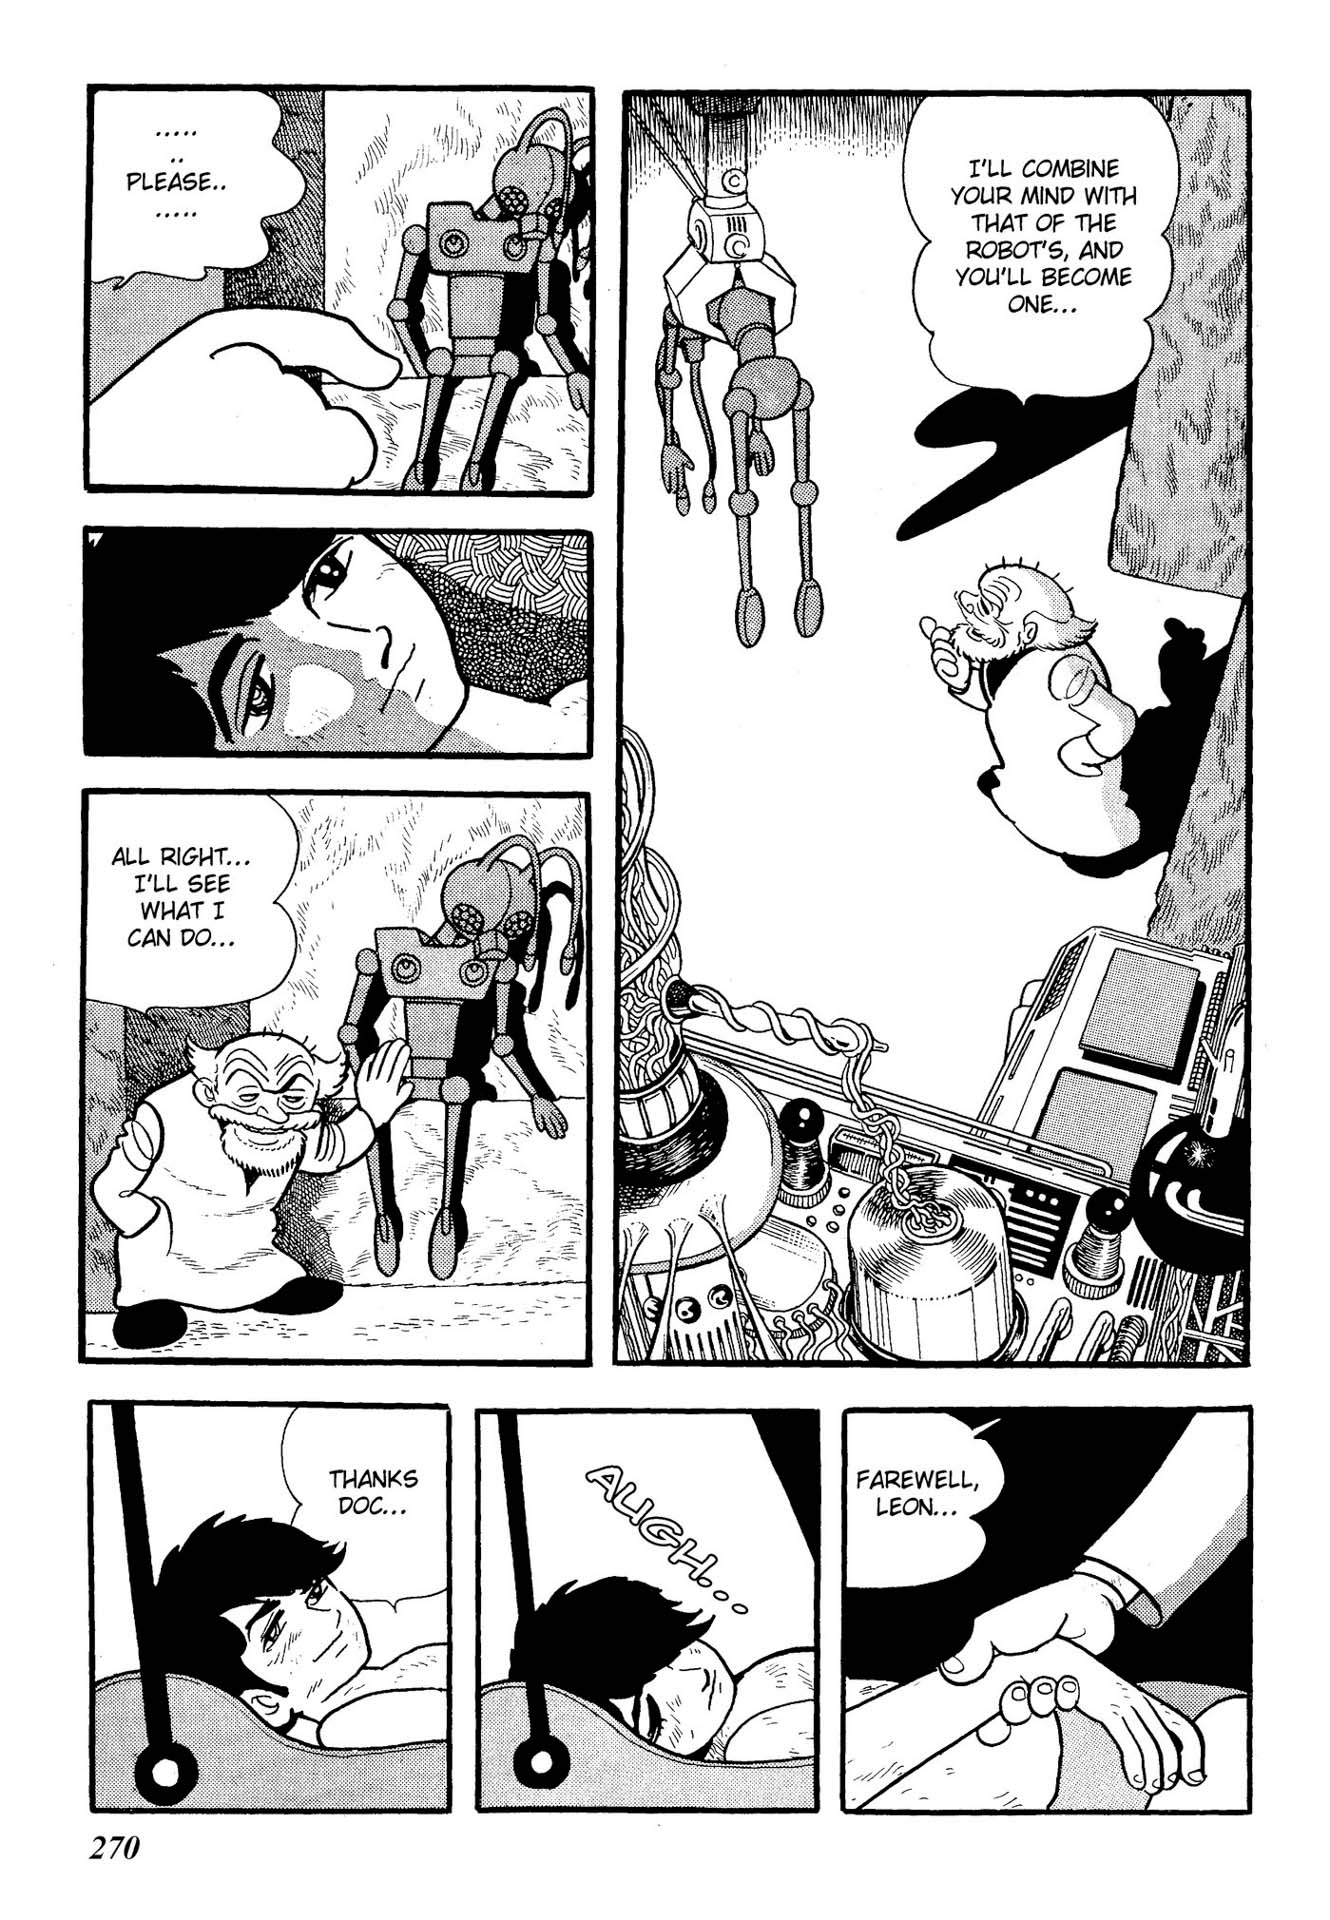 .....
..
PLEASE..
.....
ALL RIGHT...
I'LL SEE
WHAT I
CAN DO...
I'LL COMBINE
YOUR MIND WITH
THAT OF THE
ROBOT'S, AND
YOU'LL BECOME
ONE...
THANKS
DOC...
AUGH...
FAREWELL,
LEON...
270